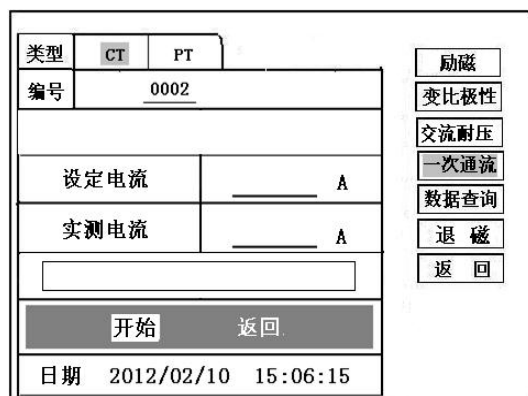 类型 CT PT
编号 0002
设定电流 A
实测电流 A
开始 返回
日期 2012/02/10 15:06:15
励磁
变比极性
交流耐压
一次通流
数据查询
退 磁
返 回